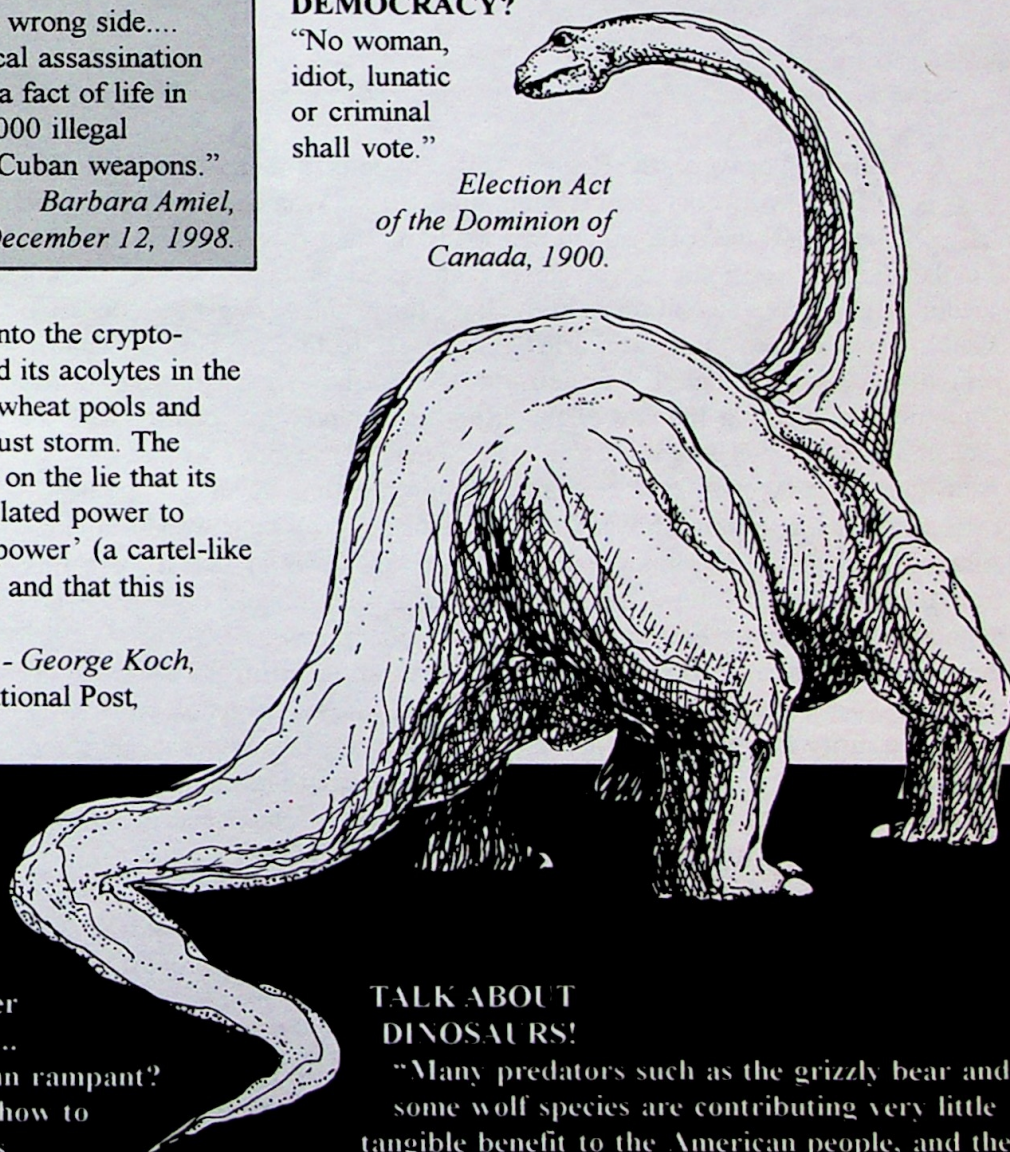 wrong side....
cal assassination
a fact of life in
000 illegal
Cuban weapons.”
Barbara Amiel,
December 12, 1998.
DEMOCRACY?
“No woman,
idiot, lunatic
or criminal
shall vote.”
Election Act
of the Dominion of
Canada, 1900.
nto the crypto-
d its acolytes in the
wheat pools and
ust storm. The
on the lie that its
lated power to
power’ (a cartel-like
and that this is
- George Koch,
tional Post,
er
..
an rampant?
how to
TALK ABOUT
DINOSAURS!
“Many predators such as the grizzly bear and
some wolf species are contributing very little
tangible benefit to the American people, and the